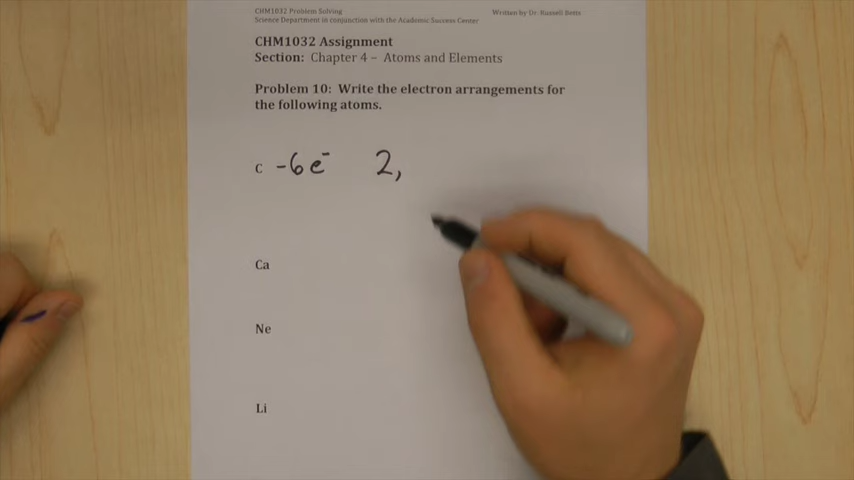 CHM1032 Problem Solving Written by Dr. Russell Betts
Science Department in conjunction with the Academic Success Center
CHM1032 Assignment
Section: Chapter 4 – Atoms and Elements
Problem 10: Write the electron arrangements for
the following atoms.
C -6e⁻ 2,
Ca
Ne
Li